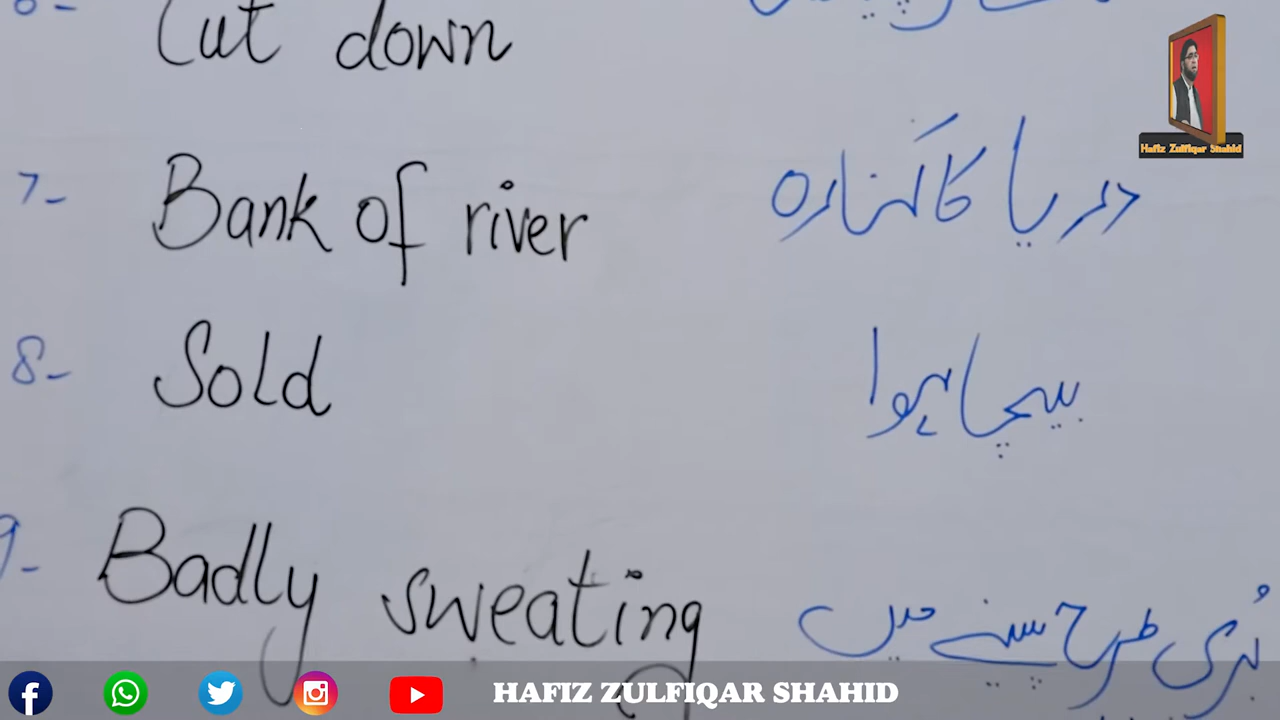 Cut down
7- Bank of river دریا کا کنارہ
8- Sold بیچا ہوا
9- Badly sweating بُری طرح پسینے میں
Hafiz Zulfiqar Shahid
HAFIZ ZULFIQAR SHAHID